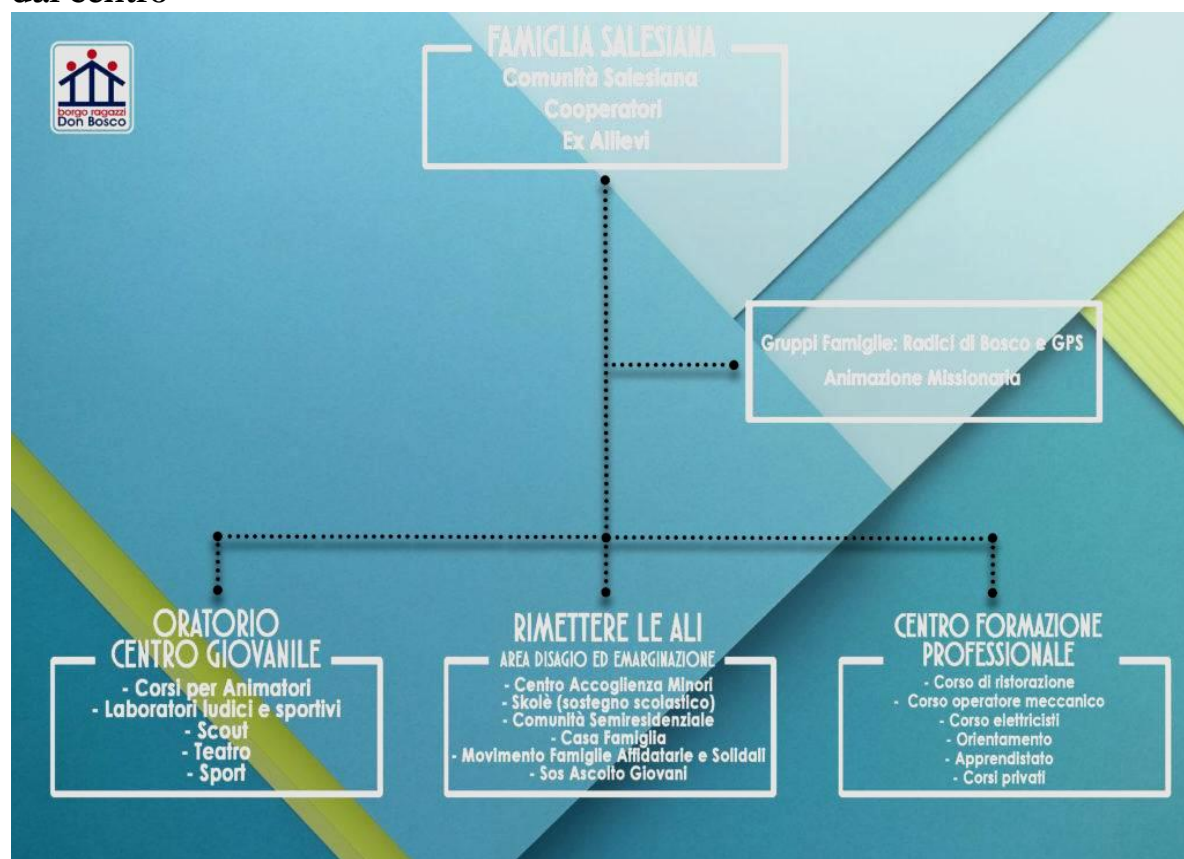 dal centro
FAMIGLIA SALESIANA
Comunità Salesiana
Cooperatori
Ex Allievi
borgo ragazzi
Don Bosco
Gruppi Famiglie: Radici di Bosco e GPS
Animazione Missionaria
ORATORIO
CENTRO GIOVANILE
- Corsi per Animatori
- Laboratori ludici e sportivi
- Scout
- Teatro
- Sport
RIMETTERE LE ALI
AREA DISAGIO ED EMARGINAZIONE
- Centro Accoglienza Minori
- Skolè (sostegno scolastico)
- Comunità Semiresidenziale
- Casa Famiglia
- Movimento Famiglie Affidatarie e Solidali
- Sos Ascolto Giovani
CENTRO FORMAZIONE
PROFESSIONALE
- Corso di ristorazione
- Corso operatore meccanico
- Corso elettricisti
- Orientamento
- Apprendistato
- Corsi privati